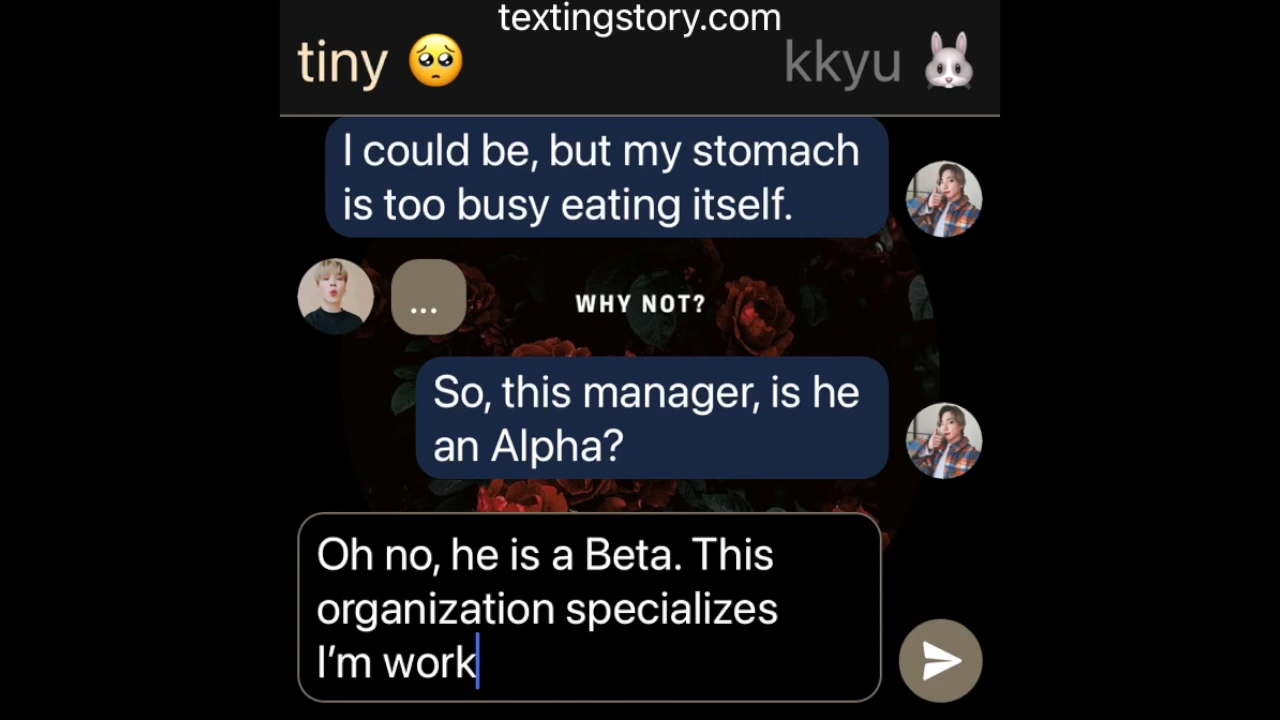 textingstory.com
tiny 🥺 kkyu 🐰
I could be, but my stomach
is too busy eating itself.
...
WHY NOT?
So, this manager, is he
an Alpha?
Oh no, he is a Beta. This
organization specializes
I’m work